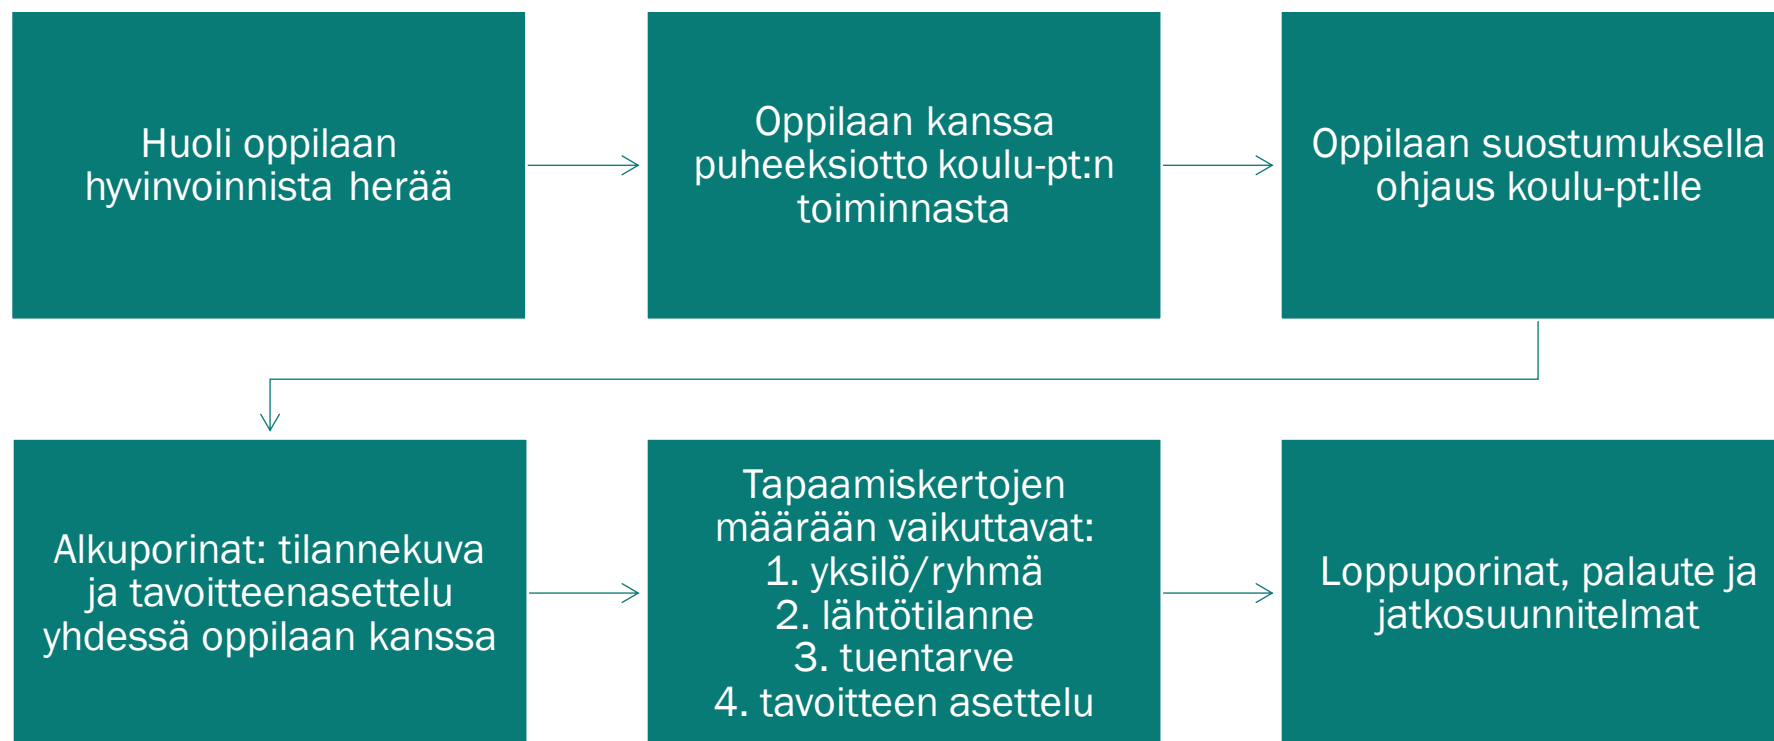 Huoli oppilaan
hyvinvoinnista herää
Oppilaan kanssa
puheeksiotto koulu-pt:n
toiminnasta
Oppilaan suostumuksella
ohjaus koulu-pt:lle
Alkuporinat: tilannekuva
ja tavoitteenasettelu
yhdessä oppilaan kanssa
Tapaamiskertojen
määrään vaikuttavat:
1. yksilö/ryhmä
2. lähtötilanne
3. tuentarve
4. tavoitteen asettelu
Loppuporinat, palaute ja
jatkosuunnitelmat